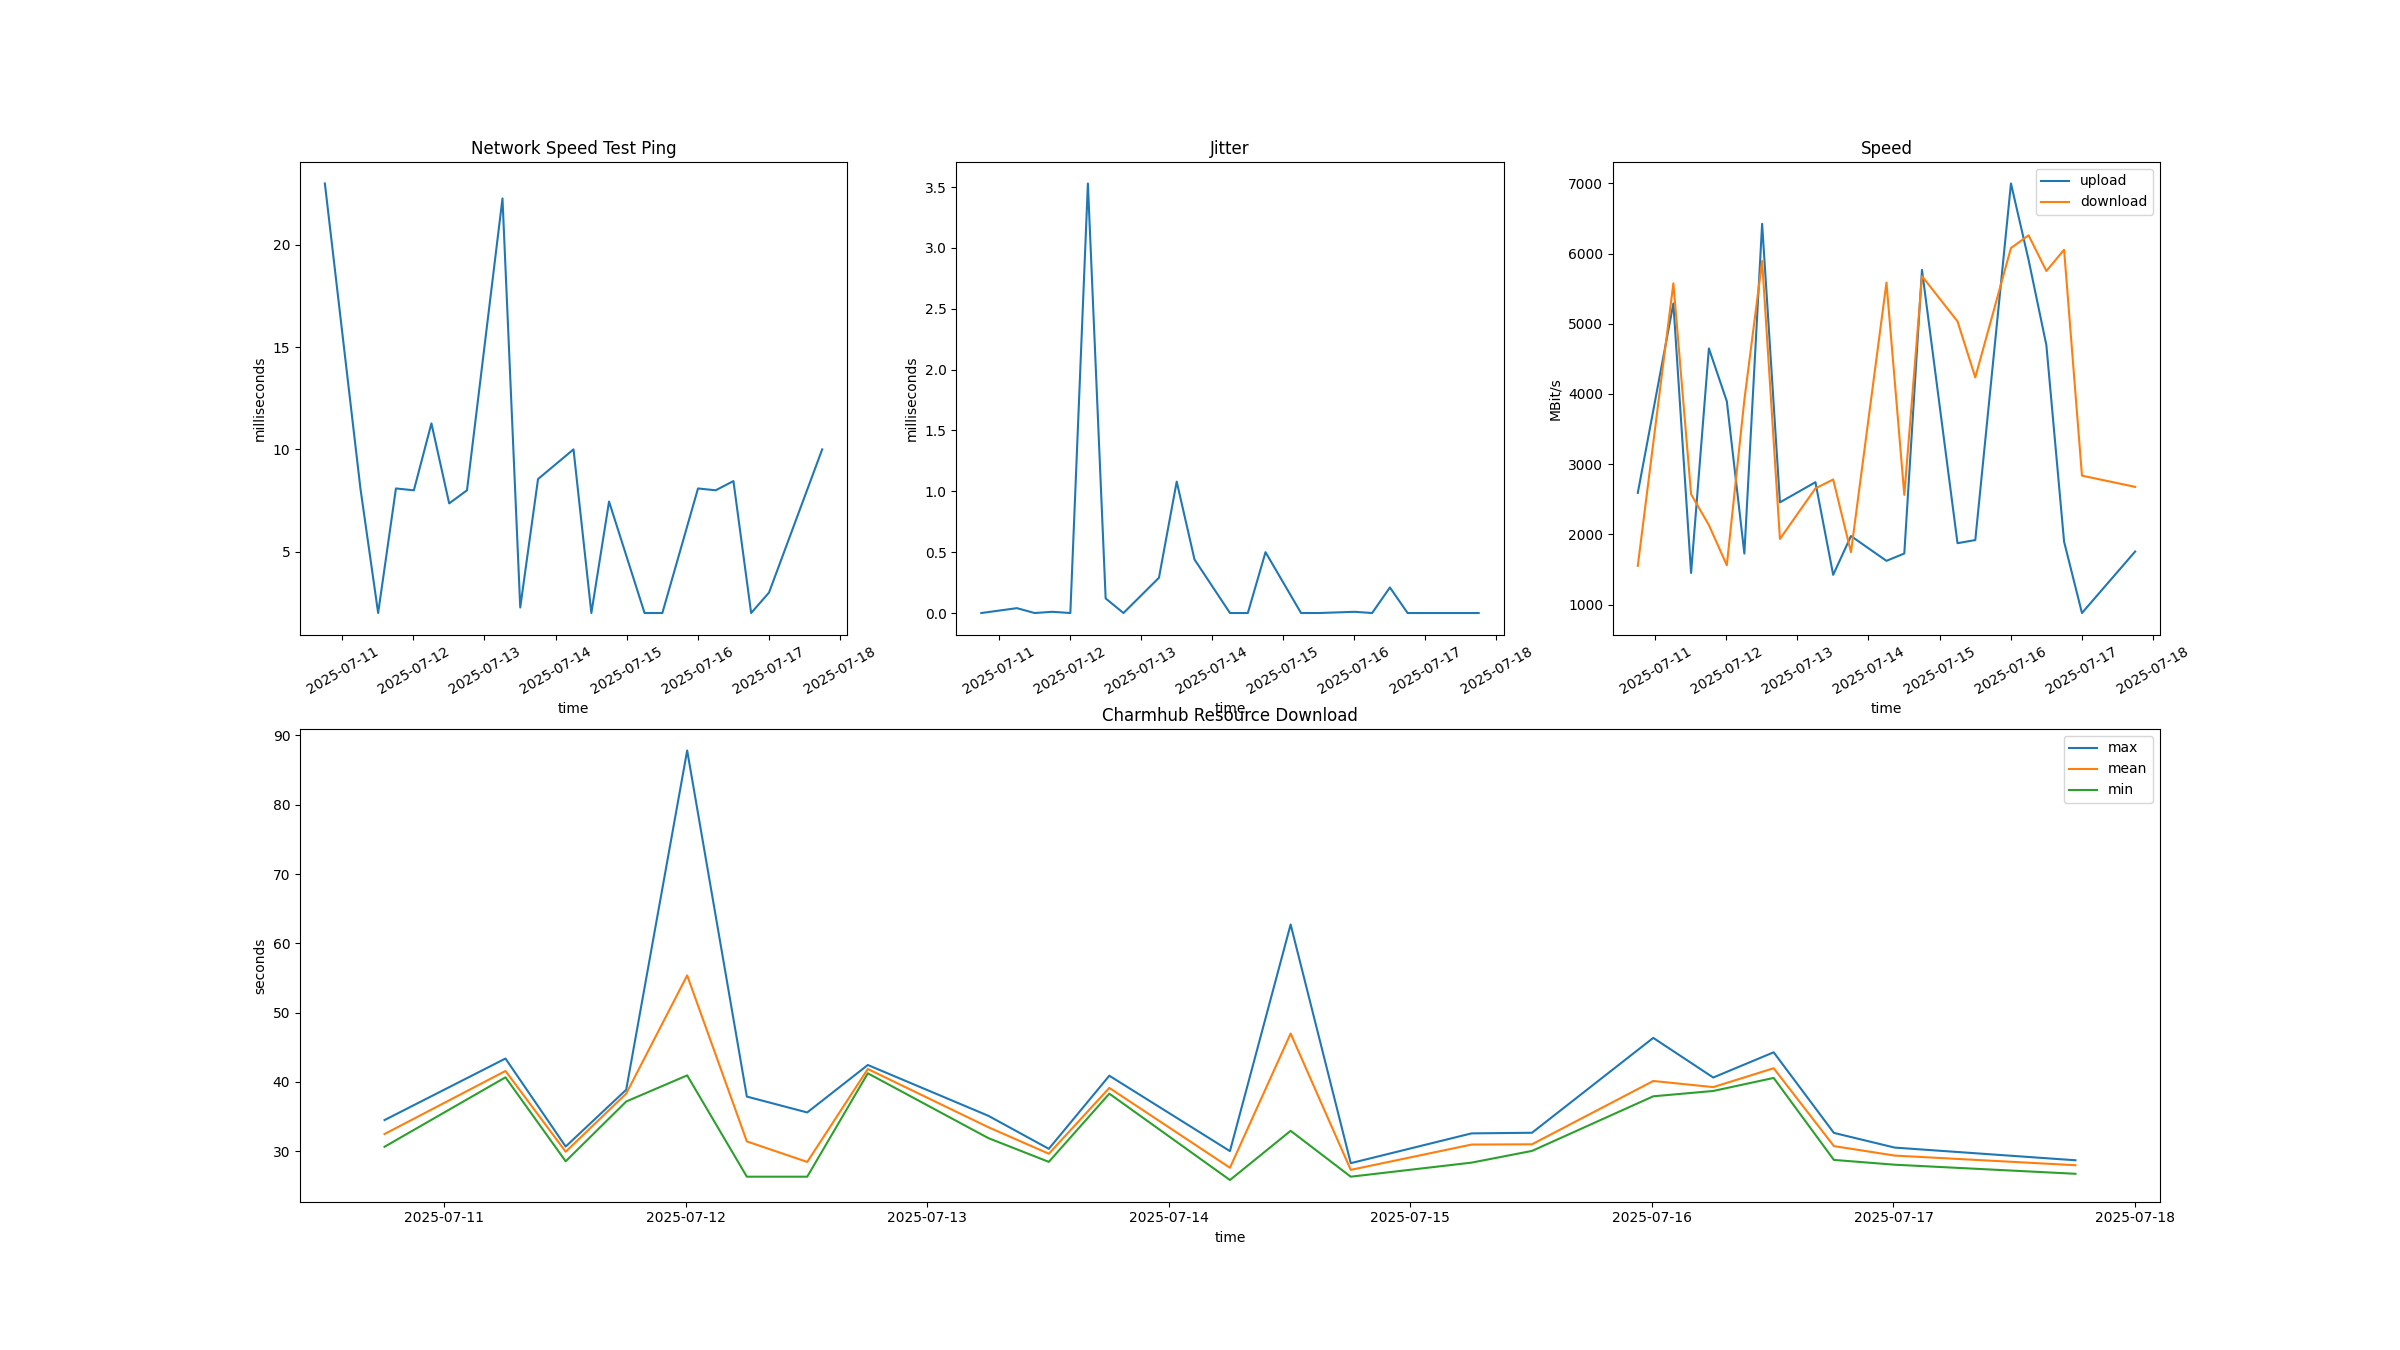 Network Speed Test Ping
milliseconds
20
15
10
5
2025-07-11 2025-07-12 2025-07-13 2025-07-14 2025-07-15 2025-07-16 2025-07-17 2025-07-18
time
Jitter
milliseconds
3.5
3.0
2.5
2.0
1.5
1.0
0.5
0.0
2025-07-11 2025-07-12 2025-07-13 2025-07-14 2025-07-15 2025-07-16 2025-07-17 2025-07-18
time
Speed
upload
download
MBit/s
7000
6000
5000
4000
3000
2000
1000
2025-07-11 2025-07-12 2025-07-13 2025-07-14 2025-07-15 2025-07-16 2025-07-17 2025-07-18
time
Charmhub Resource Download
max
mean
min
seconds
90
80
70
60
50
40
30
2025-07-11 2025-07-12 2025-07-13 2025-07-14 2025-07-15 2025-07-16 2025-07-17 2025-07-18
time